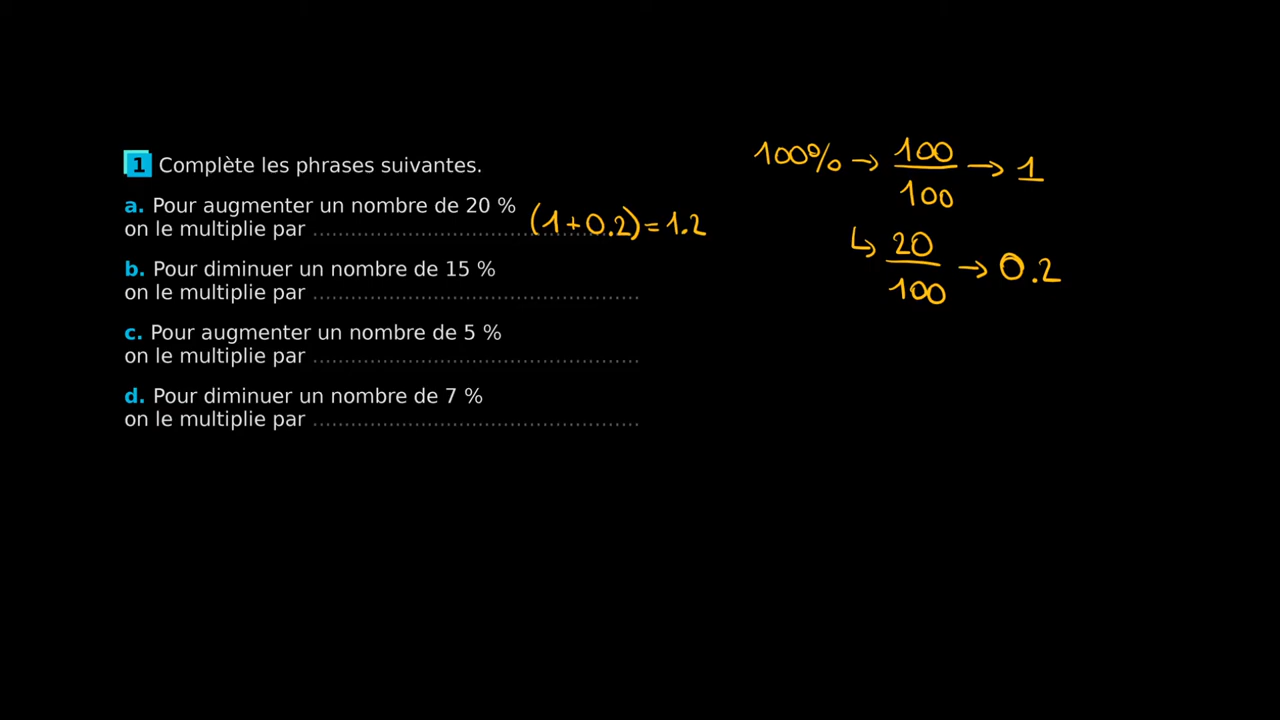 1 Complète les phrases suivantes.
a. Pour augmenter un nombre de 20 %
on le multiplie par ........................................ (1+0.2)=1.2
b. Pour diminuer un nombre de 15 %
on le multiplie par ........................................
c. Pour augmenter un nombre de 5 %
on le multiplie par ........................................
d. Pour diminuer un nombre de 7 %
on le multiplie par ........................................
100% → 100/100 → 1
↳ 20/100 → 0.2